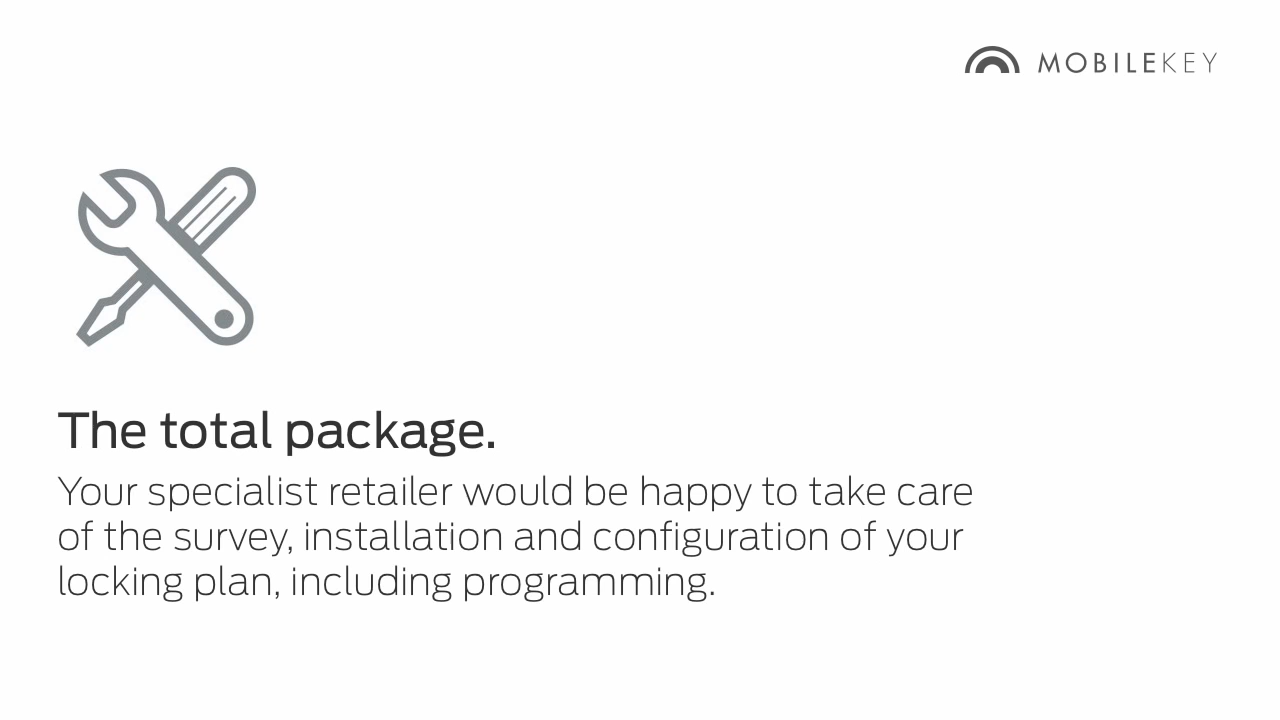 MOBILEKEY
The total package.
Your specialist retailer would be happy to take care
of the survey, installation and configuration of your
locking plan, including programming.